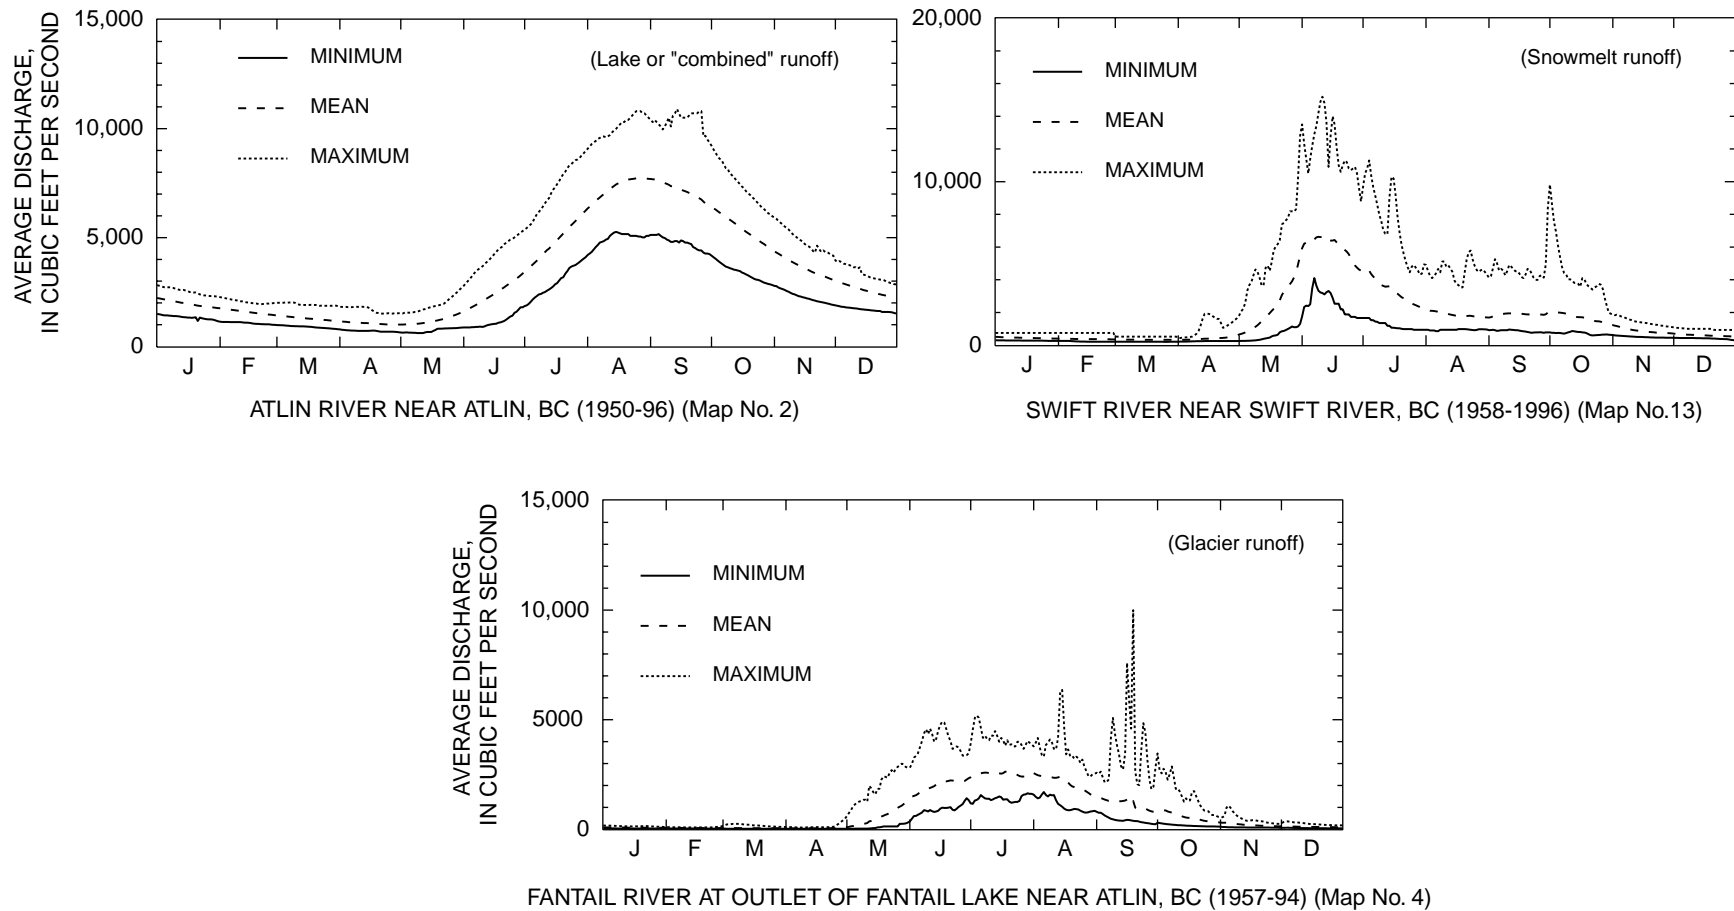 AVERAGE DISCHARGE,
IN CUBIC FEET PER SECOND
15,000
10,000
5,000
0
MINIMUM
MEAN
MAXIMUM
(Lake or "combined" runoff)
J F M A M J J A S O N D
ATLIN RIVER NEAR ATLIN, BC (1950-96) (Map No. 2)
20,000
10,000
0
MINIMUM
MEAN
MAXIMUM
(Snowmelt runoff)
J F M A M J J A S O N D
SWIFT RIVER NEAR SWIFT RIVER, BC (1958-1996) (Map No.13)
AVERAGE DISCHARGE,
IN CUBIC FEET PER SECOND
15,000
10,000
5000
0
MINIMUM
MEAN
MAXIMUM
(Glacier runoff)
J F M A M J J A S O N D
FANTAIL RIVER AT OUTLET OF FANTAIL LAKE NEAR ATLIN, BC (1957-94) (Map No. 4)